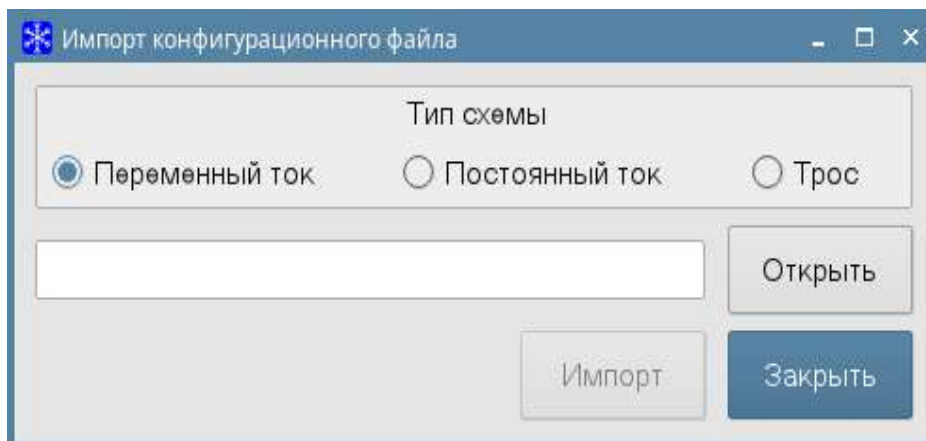 Импорт конфигурационного файла
Тип схемы
Переменный ток Постоянный ток Трос
Открыть
Импорт Закрыть